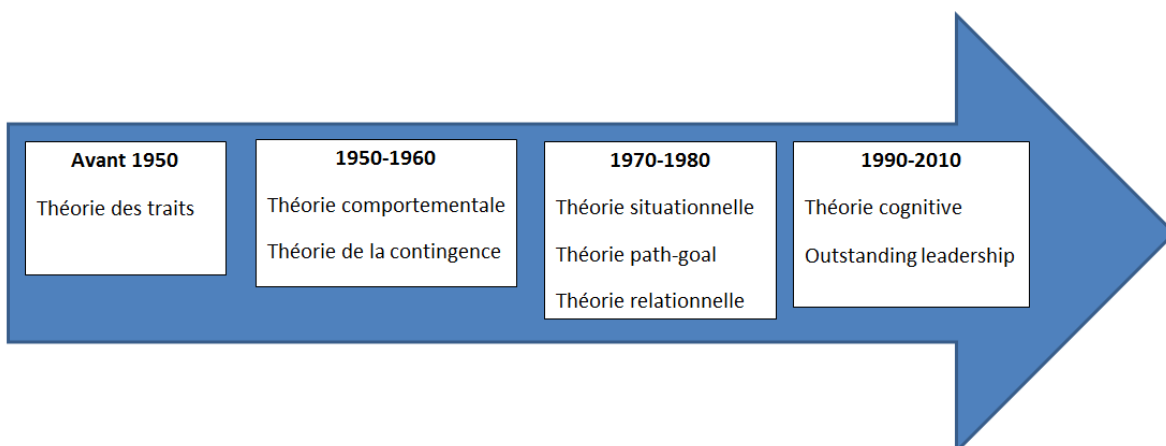 Avant 1950
Théorie des traits
1950-1960
Théorie comportementale
Théorie de la contingence
1970-1980
Théorie situationnelle
Théorie path-goal
Théorie relationnelle
1990-2010
Théorie cognitive
Outstanding leadership